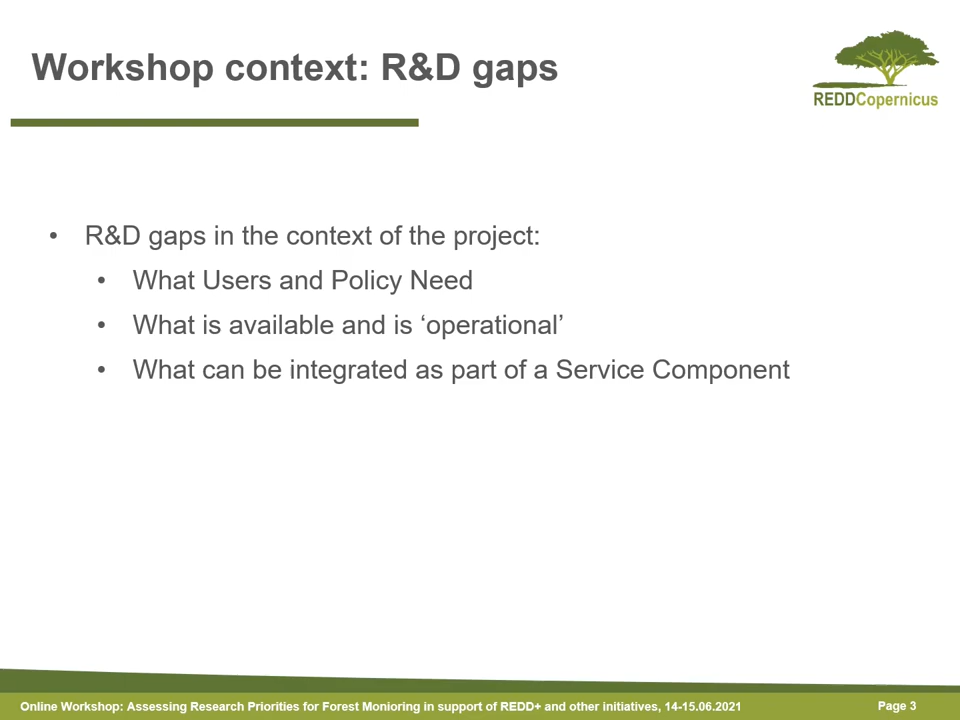 Workshop context: R&D gaps
REDDCopernicus
• R&D gaps in the context of the project:
• What Users and Policy Need
• What is available and is ‘operational’
• What can be integrated as part of a Service Component
Online Workshop: Assessing Research Priorities for Forest Monioring in support of REDD+ and other initiatives, 14-15.06.2021
Page 3